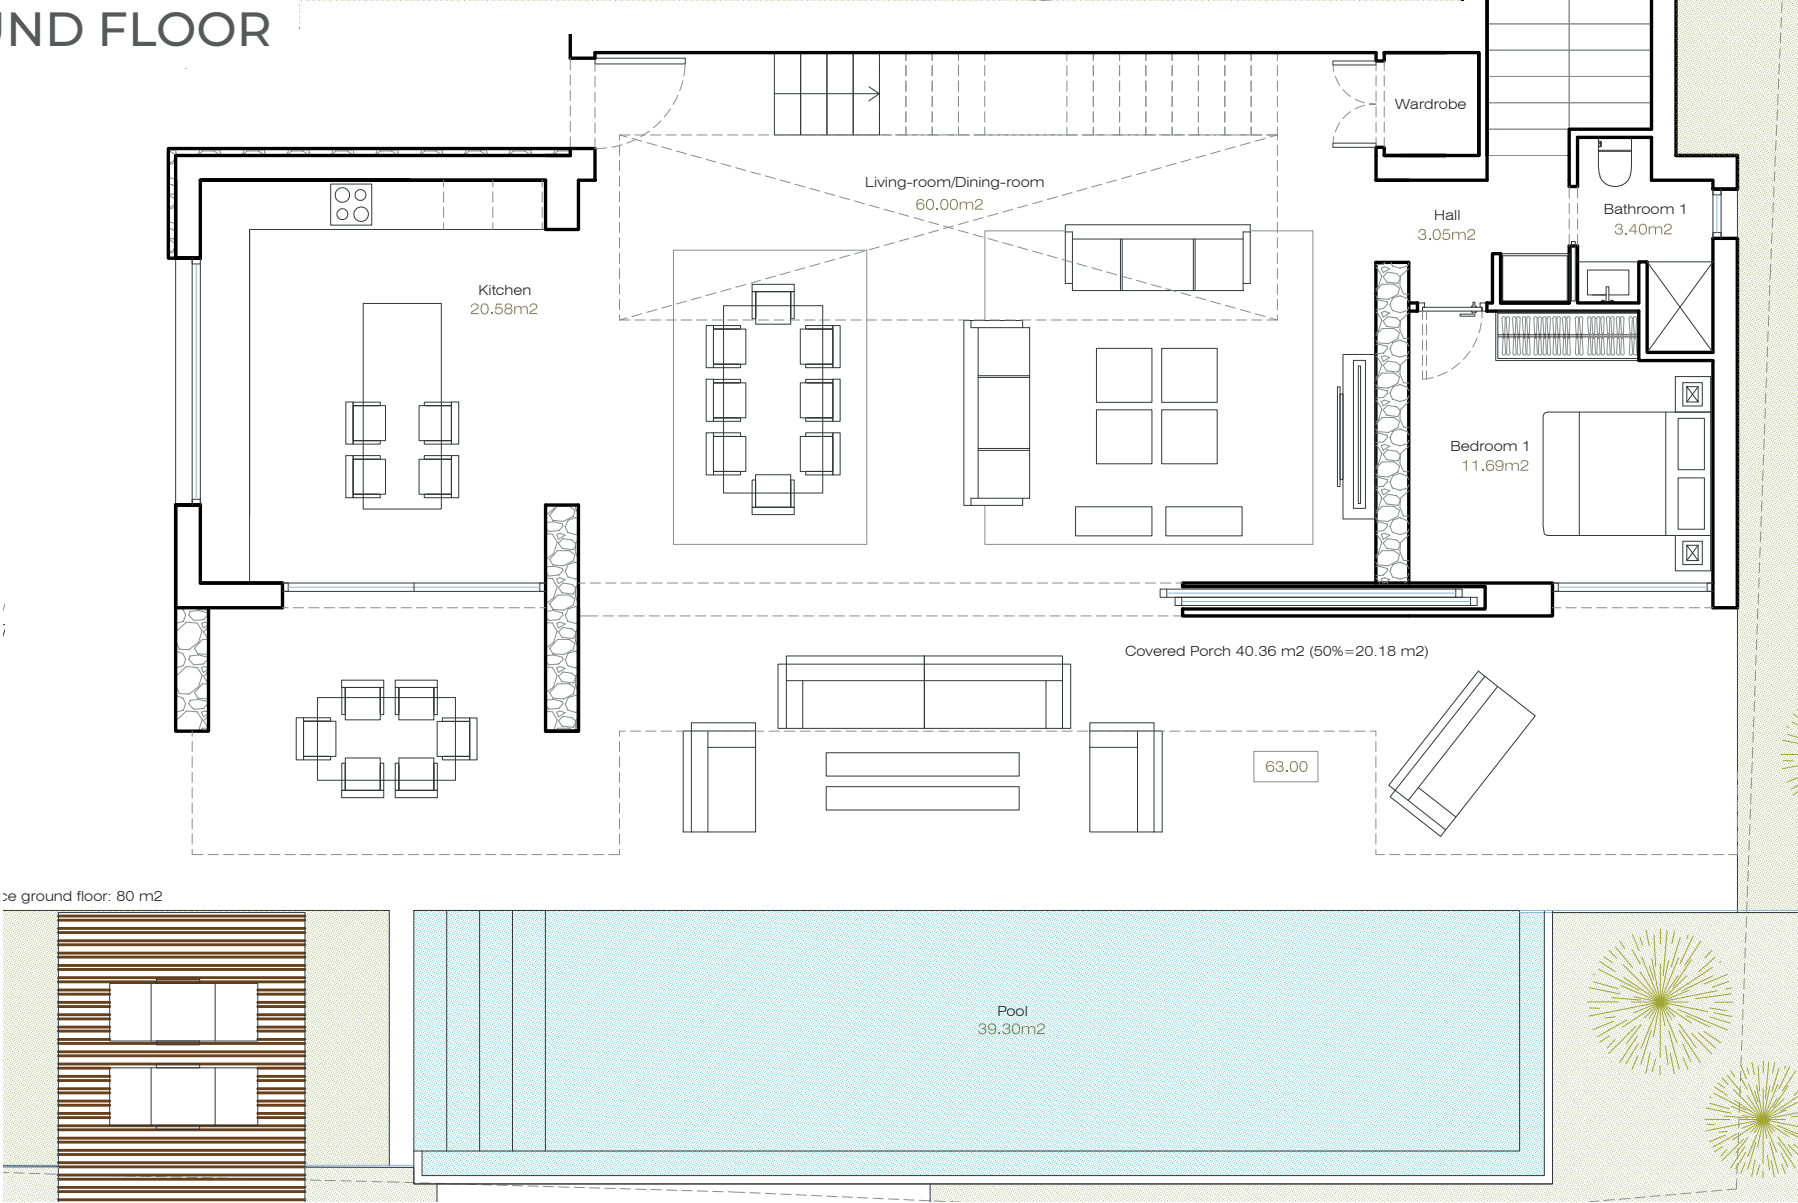 UND FLOOR
Wardrobe
Living-room/Dining-room
60.00m2
Hall
3.05m2
Bathroom 1
3.40m2
Kitchen
20.58m2
Bedroom 1
11.69m2
Covered Porch 40.36 m2 (50%=20.18 m2)
63.00
ce ground floor: 80 m2
Pool
39.30m2